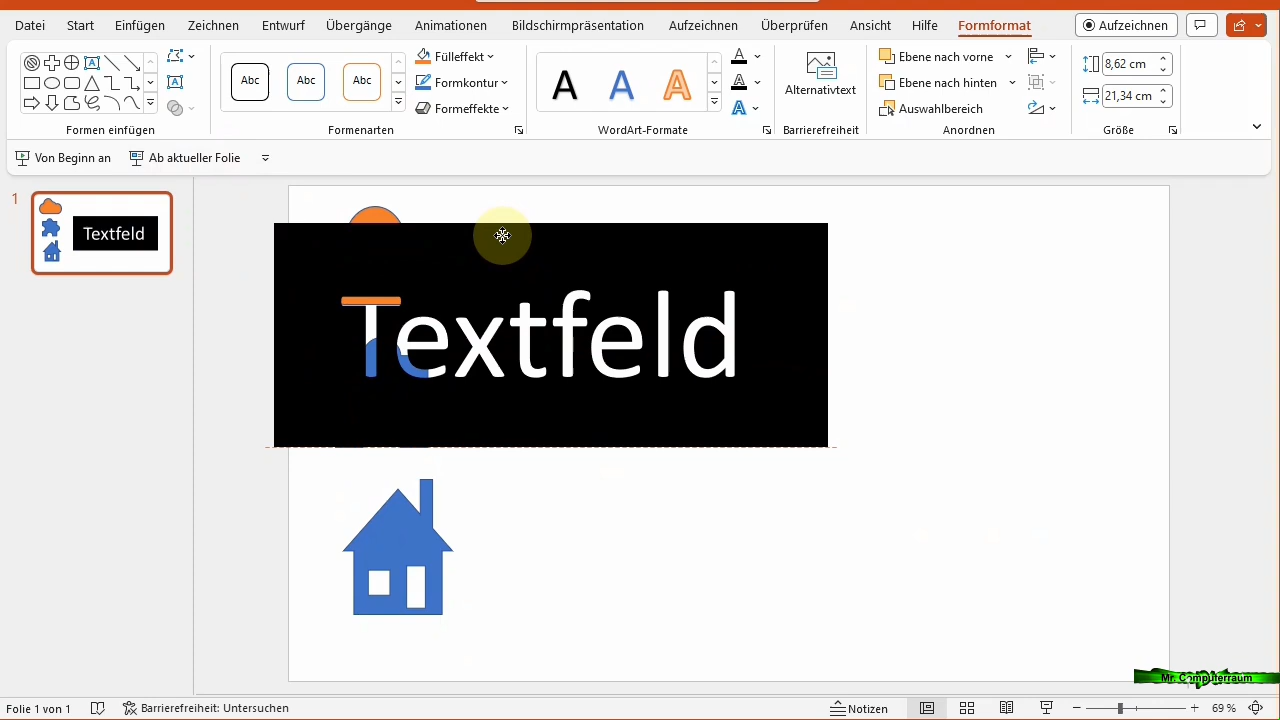 Datei Start Einfügen Zeichnen Entwurf Übergänge Animationen Bildschirmpräsentation Aufzeichnen Überprüfen Ansicht Hilfe Formformat Aufzeichnen
Abc Abc Abc
Fülleffekt
Formkontur
Formeffekte
A A A
A
A
A
Alternativtext
Ebene nach vorne
Ebene nach hinten
Auswahlbereich
8,62 cm
21,34 cm
Formen einfügen Formenarten WordArt-Formate Barrierefreiheit Anordnen Größe
Von Beginn an Ab aktueller Folie
1
Textfeld
Textfeld
Mr. Computerraum
Folie 1 von 1 Barrierefreiheit: Untersuchen Notizen 69 %